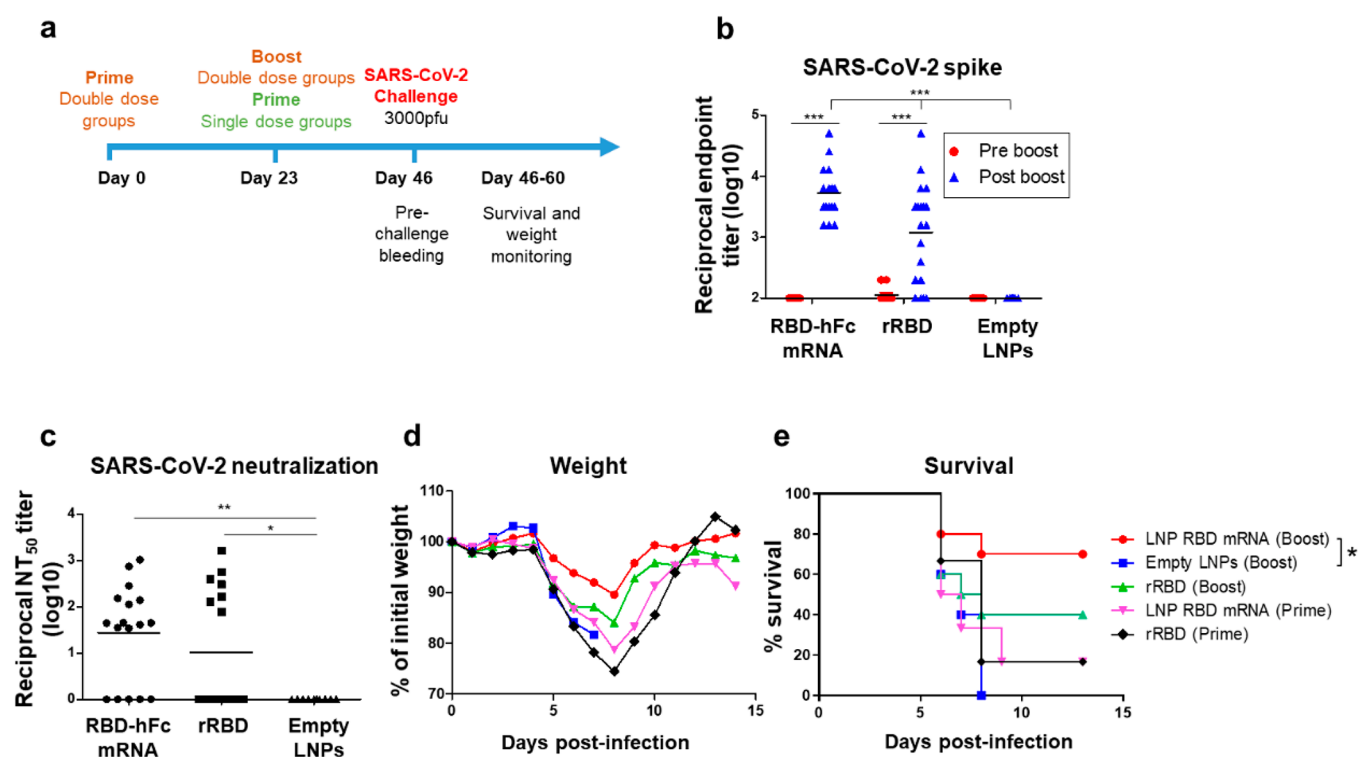 a
Prime
Double dose
groups
Boost
Double dose groups
Prime
Single dose groups
SARS-CoV-2
Challenge
3000pfu
Day 0
Day 23
Day 46
Day 46-60
Pre-
challenge
bleeding
Survival and
weight
monitoring
b
SARS-CoV-2 spike
***
*** ***
Pre boost
Post boost
Reciprocal endpoint
titer (log10)
5
4
3
2
RBD-hFc
mRNA
rRBD
Empty
LNPs
c
SARS-CoV-2 neutralization
**
*
Reciprocal NT50 titer
(log10)
4
3
2
1
0
RBD-hFc
mRNA
rRBD
Empty
LNPs
d
Weight
% of initial weight
110
100
90
80
70
0 5 10 15
Days post-infection
e
Survival
% survival
100
80
60
40
20
0
0 5 10 15
Days post-infection
LNP RBD mRNA (Boost)
Empty LNPs (Boost)
rRBD (Boost)
LNP RBD mRNA (Prime)
rRBD (Prime)
*